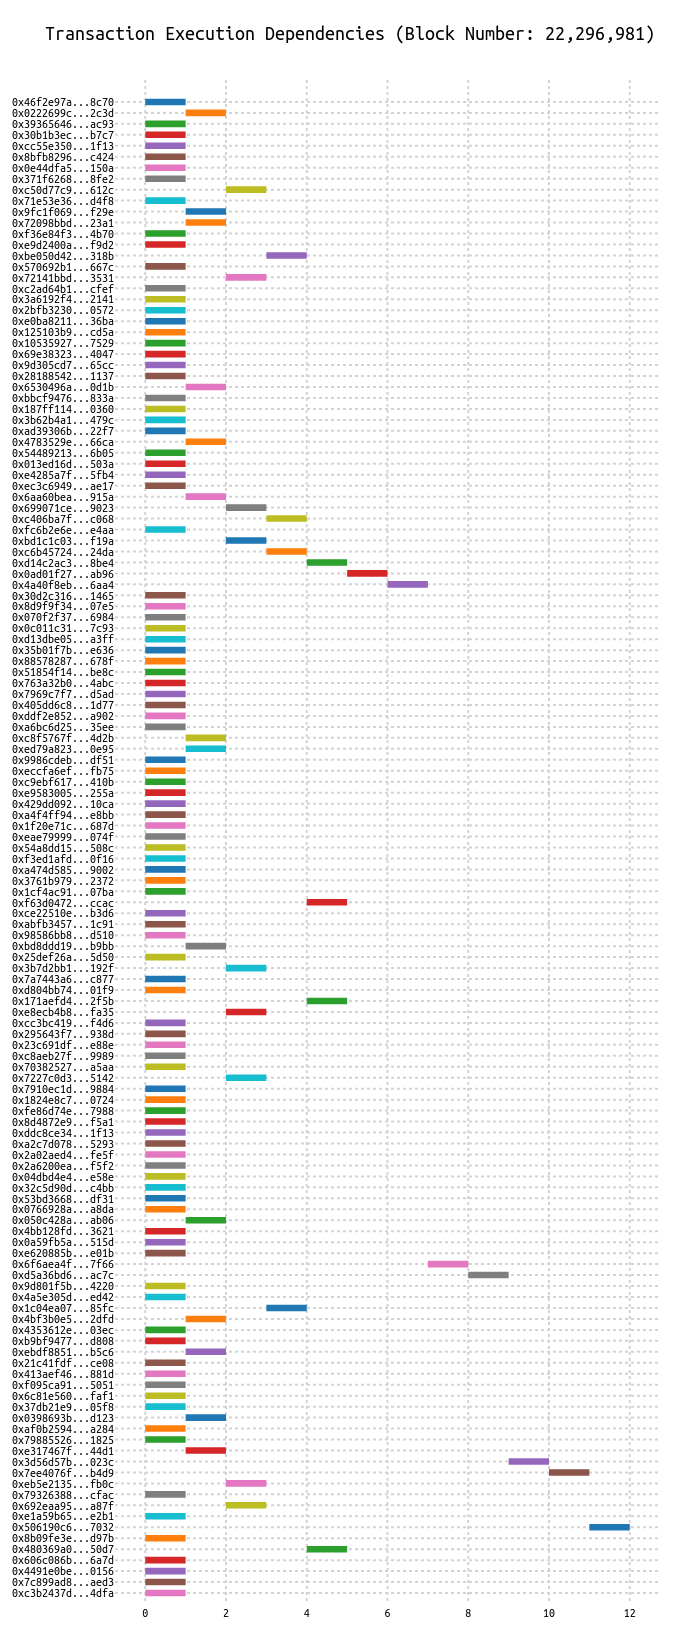 Transaction Execution Dependencies (Block Number: 22,296,981)
0x46f2e97a...8c70
0x0222699c...2c3d
0x39365646...ac93
0x30b1b3ec...b7c7
0xcc55e350...1f13
0x8bfb8296...c424
0x0e44dfa5...150a
0x371f6268...8fe2
0xc50d77c9...612c
0x71e53e36...d4f8
0x9fc1f069...f29e
0x72098bbd...23a1
0xf36e84f3...4b70
0xe9d2400a...f9d2
0xbe050d42...318b
0x570692b1...667c
0x72141bbd...3531
0xc2ad64b1...cfef
0x3a6192f4...2141
0x2bfb3230...0572
0xe0ba8211...36ba
0x125103b9...cd5a
0x10535927...7529
0x69e38323...4047
0x9d305cd7...65cc
0x28188542...1137
0x6530496a...0d1b
0xbbcf9476...833a
0x187ff114...0360
0x3b62b4a1...479c
0xad39306b...22f7
0x4783529e...66ca
0x54489213...6b05
0x013ed16d...503a
0xe4285a7f...5fb4
0xec3c6949...ae17
0x6aa60bea...915a
0x699071ce...9023
0xc406ba7f...c068
0xfc6b2e6e...e4aa
0xbd1c1c03...f19a
0xc6b45724...24da
0xd14c2ac3...8be4
0x0ad01f27...ab96
0x4a40f8eb...6aa4
0x30d2c316...1465
0x8d9f9f34...07e5
0x070f2f37...6984
0x0c011c31...7c93
0xd13dbe05...a3ff
0x35b01f7b...e636
0x88578287...678f
0x51854f14...be8c
0x763a32b0...4abc
0x7969c7f7...d5ad
0x405dd6c8...1d77
0xddf2e852...a902
0xa6bc6d25...35ee
0xc8f5767f...4d2b
0xed79a823...0e95
0x9986cdeb...df51
0xeccfa6ef...fb75
0xc9ebf617...410b
0xe9583005...255a
0x429dd092...10ca
0xa4f4ff94...e8bb
0x1f20e71c...687d
0xeae79999...074f
0x54a8dd15...508c
0xf3ed1afd...0f16
0xa474d585...9002
0x3761b979...2372
0x1cf4ac91...07ba
0xf63d0472...ccac
0xce22510e...b3d6
0xabfb3457...1c91
0x98586bb8...d510
0xbd8ddd19...b9bb
0x25def26a...5d50
0x3b7d2bb1...192f
0x7a7443a6...c877
0xd804bb74...01f9
0x171aefd4...2f5b
0xe8ecb4b8...fa35
0xcc3bc419...f4d6
0x295643f7...938d
0x23c691df...e88e
0xc8aeb27f...9989
0x70382527...a5aa
0x7227c0d3...5142
0x7910ec1d...9884
0x1824e8c7...0724
0xfe86d74e...7988
0x8d4872e9...f5a1
0xddc8ce34...1f13
0xa2c7d078...5293
0x2a02aed4...fe5f
0x2a6200ea...f5f2
0x04dbd4e4...e58e
0x32c5d90d...c4bb
0x53bd3668...df31
0x0766928a...a8da
0x050c428a...ab06
0x4bb128fd...3621
0x0a59fb5a...515d
0xe620885b...e01b
0x6f6aea4f...7f66
0xd5a36bd6...ac7c
0x9d801f5b...4220
0x4a5e305d...ed42
0x1c04ea07...85fc
0x4bf3b0e5...2dfd
0x4353612e...03ec
0xb9bf9477...d808
0xebdf8851...b5c6
0x21c41fdf...ce08
0x413aef46...881d
0xf095ca91...5051
0x6c81e560...faf1
0x37db21e9...05f8
0x0398693b...d123
0xaf0b2594...a284
0x79885526...1825
0xe317467f...44d1
0x3d56d57b...023c
0x7ee4076f...b4d9
0xeb5e2135...fb0c
0x79326388...cfac
0x692eaa95...a87f
0xe1a59b65...e2b1
0x506190c6...7032
0x8b09fe3e...d97b
0x480369a0...50d7
0x606c086b...6a7d
0x4491e0be...0156
0x7c899ad8...aed3
0xc3b2437d...4dfa
0 2 4 6 8 10 12